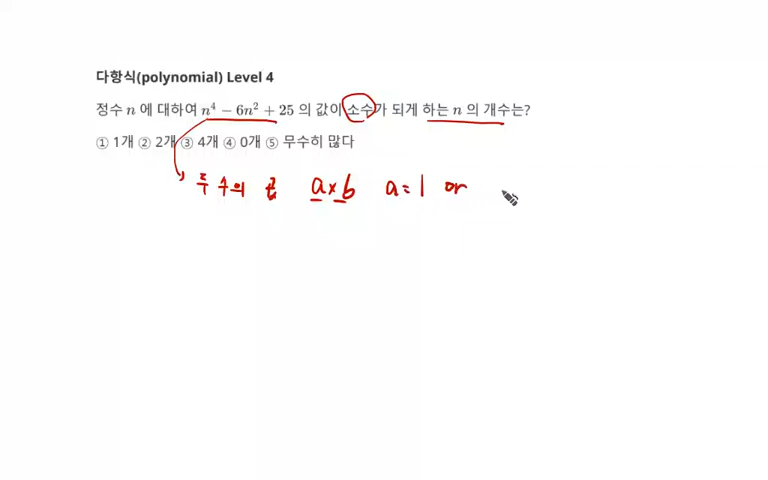 다항식(polynomial) Level 4
정수 n 에 대하여 n⁴ − 6n² + 25 의 값이 소수가 되게 하는 n 의 개수는?
① 1개 ② 2개 ③ 4개 ④ 0개 ⑤ 무수히 많다
두 수의 곱 a × b a = 1 or